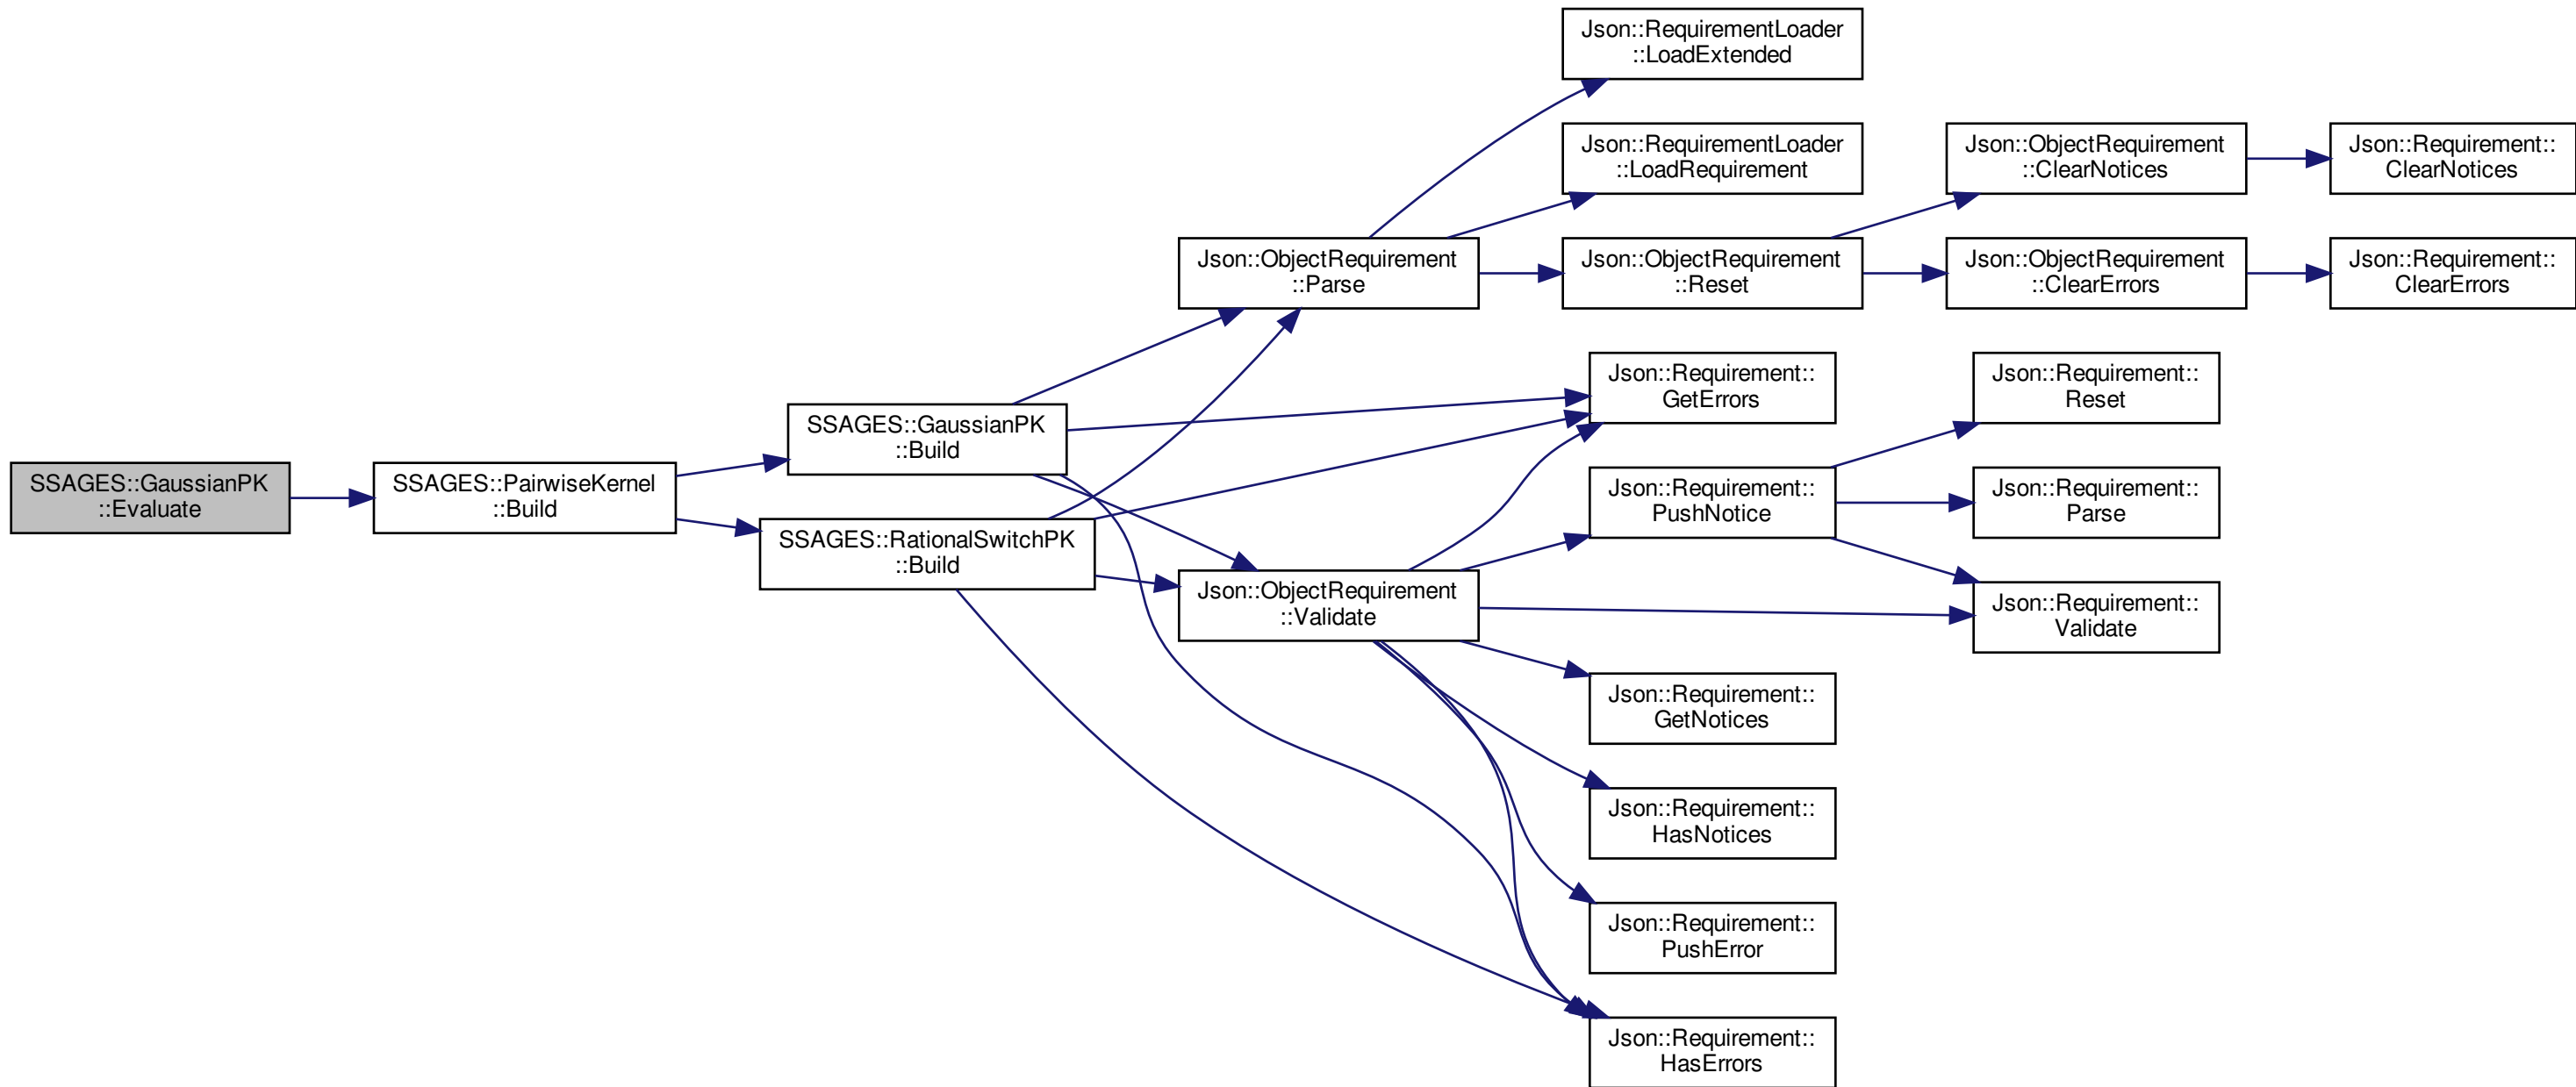 Json::RequirementLoader
::LoadExtended
Json::RequirementLoader
::LoadRequirement
Json::ObjectRequirement
::ClearNotices
Json::Requirement::
ClearNotices
Json::ObjectRequirement
::Parse
Json::ObjectRequirement
::Reset
Json::ObjectRequirement
::ClearErrors
Json::Requirement::
ClearErrors
Json::Requirement::
GetErrors
Json::Requirement::
Reset
SSAGES::GaussianPK
::Build
SSAGES::GaussianPK
::Evaluate
SSAGES::PairwiseKernel
::Build
Json::Requirement::
PushNotice
Json::Requirement::
Parse
SSAGES::RationalSwitchPK
::Build
Json::ObjectRequirement
::Validate
Json::Requirement::
Validate
Json::Requirement::
GetNotices
Json::Requirement::
HasNotices
Json::Requirement::
PushError
Json::Requirement::
HasErrors